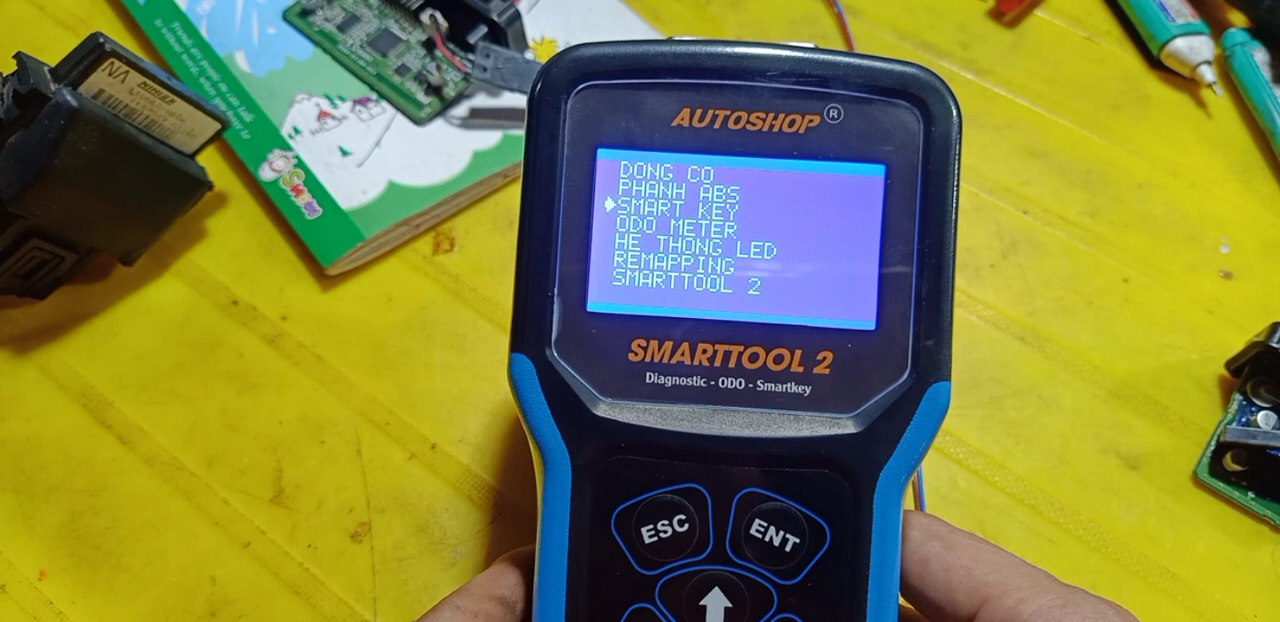 AUTOSHOP ®
DONG CO
PHANH ABS
SMART KEY
ODO METER
HE THONG LED
REMAPPING
SMARTTOOL 2
SMARTTOOL 2
Diagnostic - ODO - Smartkey
ESC
ENT
NV